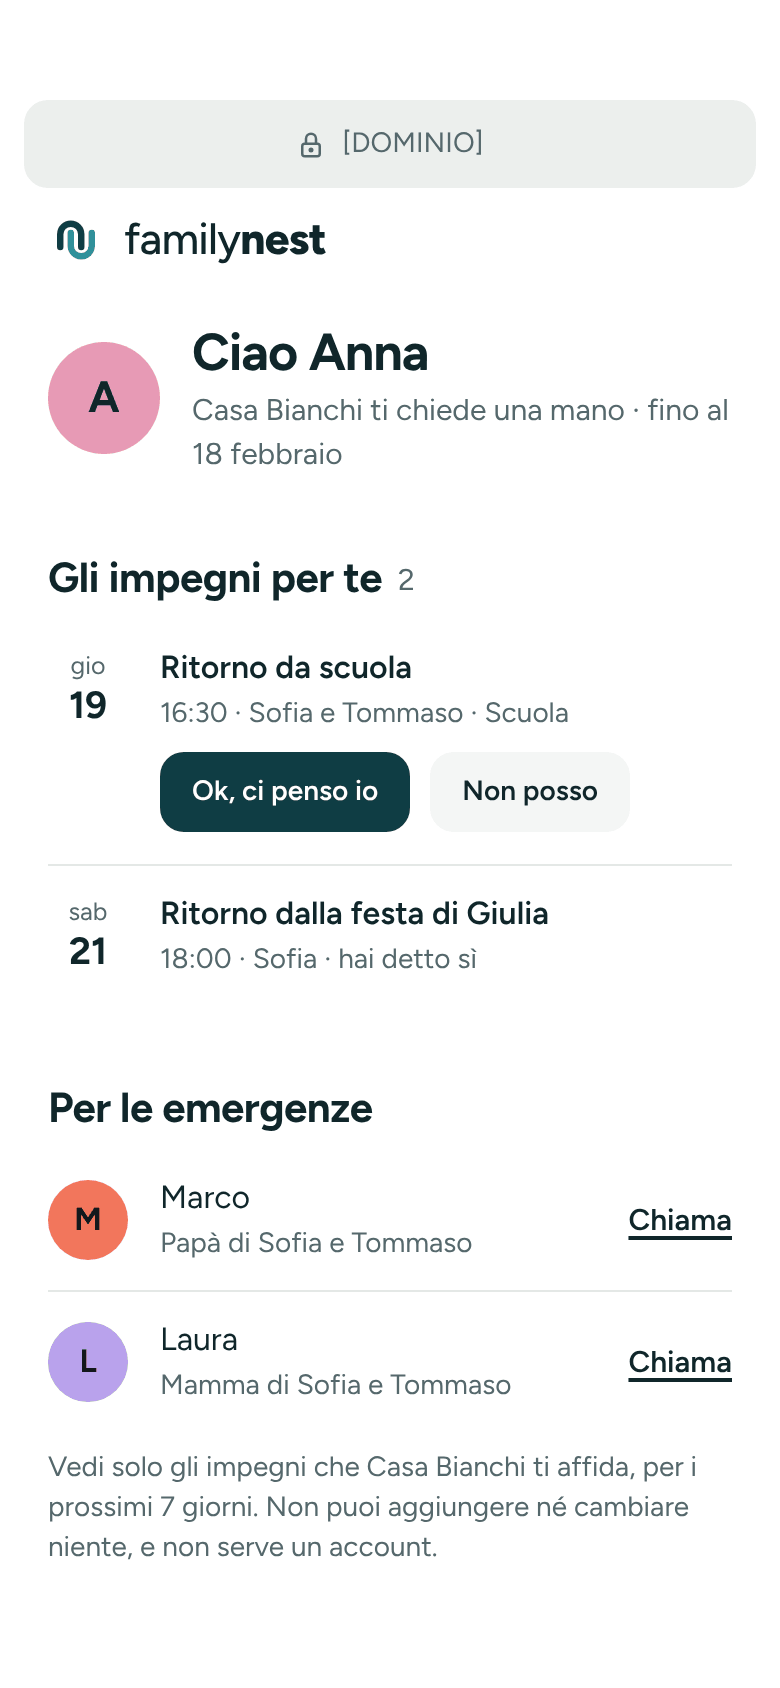 [DOMINIO]
familynest
A
Ciao Anna
Casa Bianchi ti chiede una mano · fino al
18 febbraio
Gli impegni per te 2
gio
19
Ritorno da scuola
16:30 · Sofia e Tommaso · Scuola
Ok, ci penso io
Non posso
sab
21
Ritorno dalla festa di Giulia
18:00 · Sofia · hai detto sì
Per le emergenze
M
Marco
Papà di Sofia e Tommaso
Chiama
L
Laura
Mamma di Sofia e Tommaso
Chiama
Vedi solo gli impegni che Casa Bianchi ti affida, per i
prossimi 7 giorni. Non puoi aggiungere né cambiare
niente, e non serve un account.